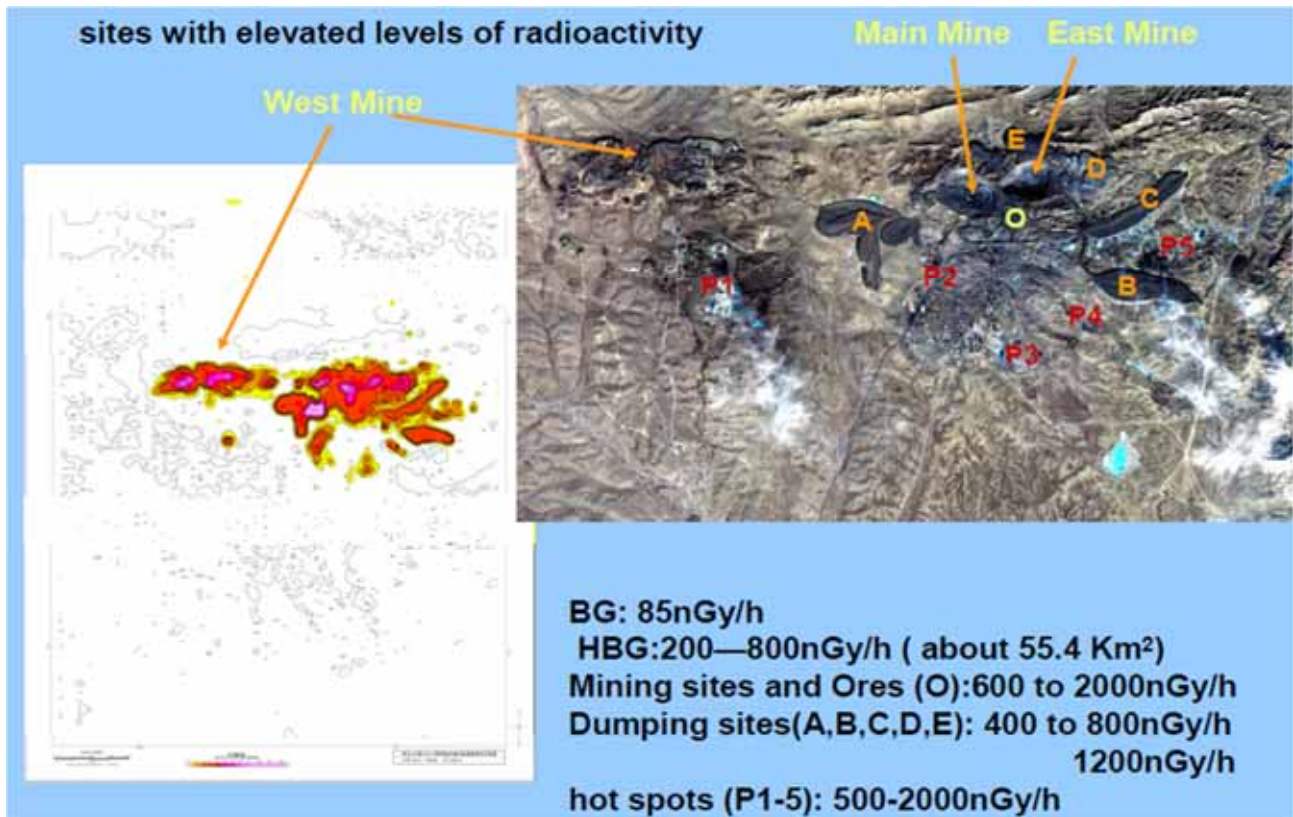 sites with elevated levels of radioactivity
Main Mine East Mine
West Mine
E
D
C
A
O
P5
P1
P2
B
P4
P3
BG: 85nGy/h
HBG:200—800nGy/h ( about 55.4 Km²)
Mining sites and Ores (O):600 to 2000nGy/h
Dumping sites(A,B,C,D,E): 400 to 800nGy/h
1200nGy/h
hot spots (P1-5): 500-2000nGy/h